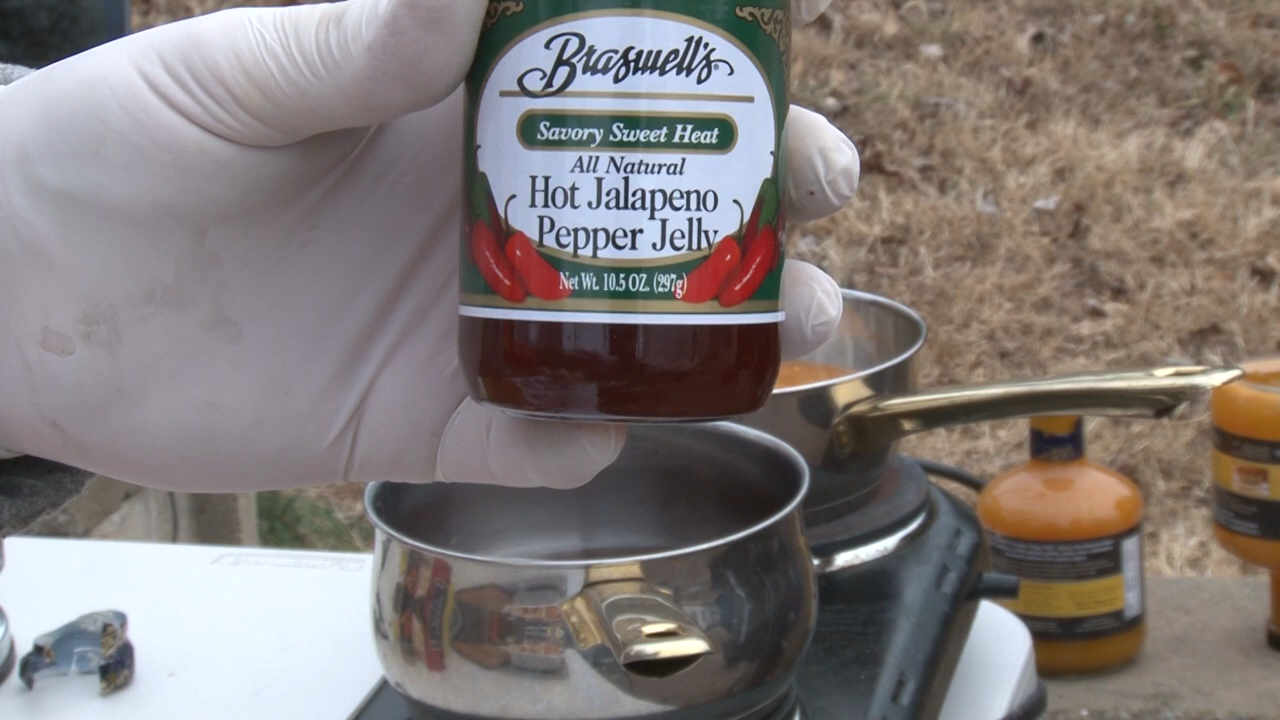 Braswell's®
Savory Sweet Heat
All Natural
Hot Jalapeno
Pepper Jelly
Net Wt. 10.5 OZ. (297g)